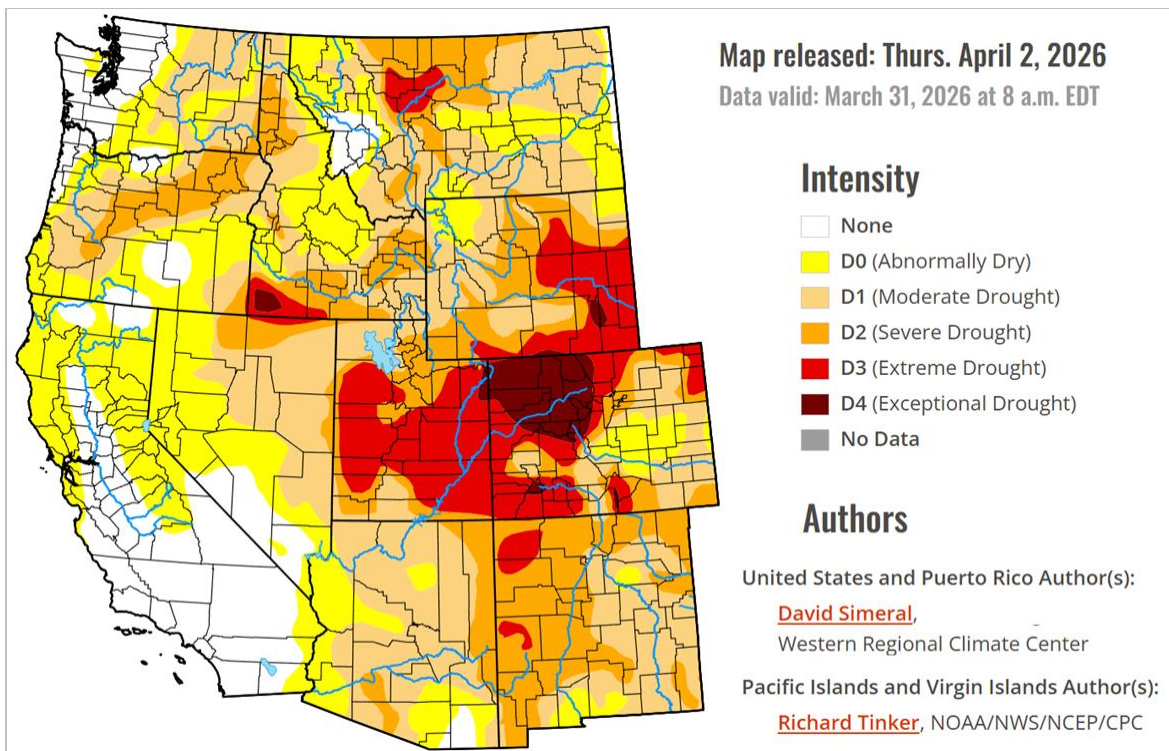 Map released: Thurs. April 2, 2026
Data valid: March 31, 2026 at 8 a.m. EDT
Intensity
None
D0 (Abnormally Dry)
D1 (Moderate Drought)
D2 (Severe Drought)
D3 (Extreme Drought)
D4 (Exceptional Drought)
No Data
Authors
United States and Puerto Rico Author(s):
David Simeral,
Western Regional Climate Center
Pacific Islands and Virgin Islands Author(s):
Richard Tinker, NOAA/NWS/NCEP/CPC